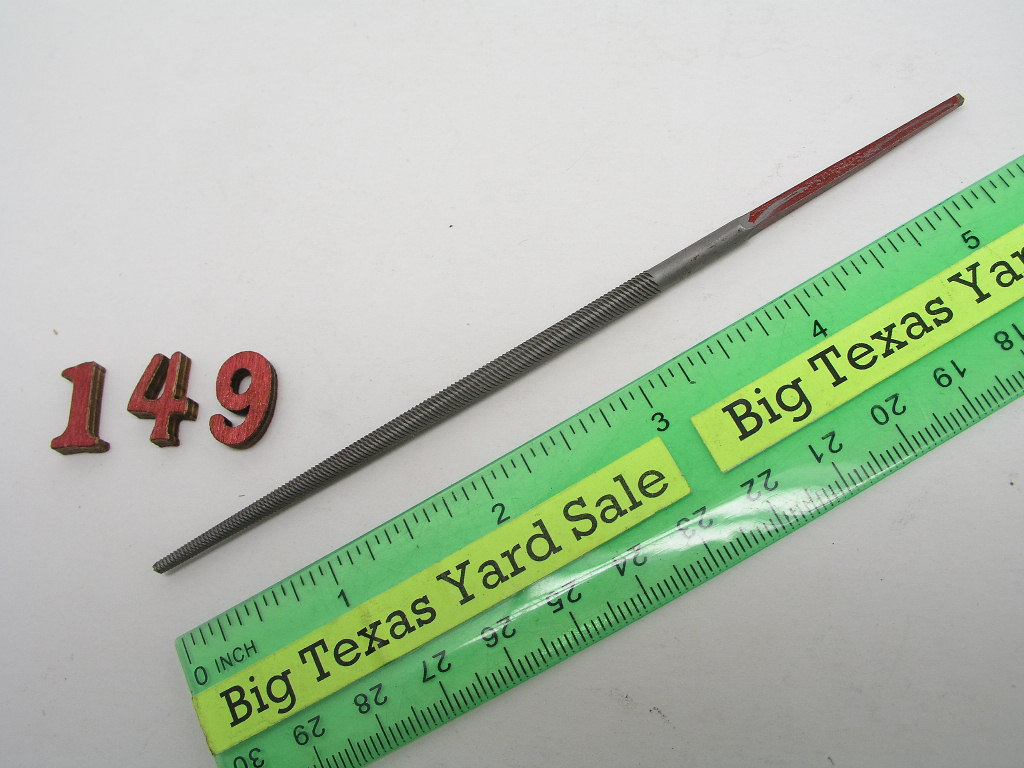 149
0 INCH 1 2 3 4 5
Big Texas Yard Sale
Big Texas Yar
30 29 28 27 26 25 24 23 22 21 20 19 18